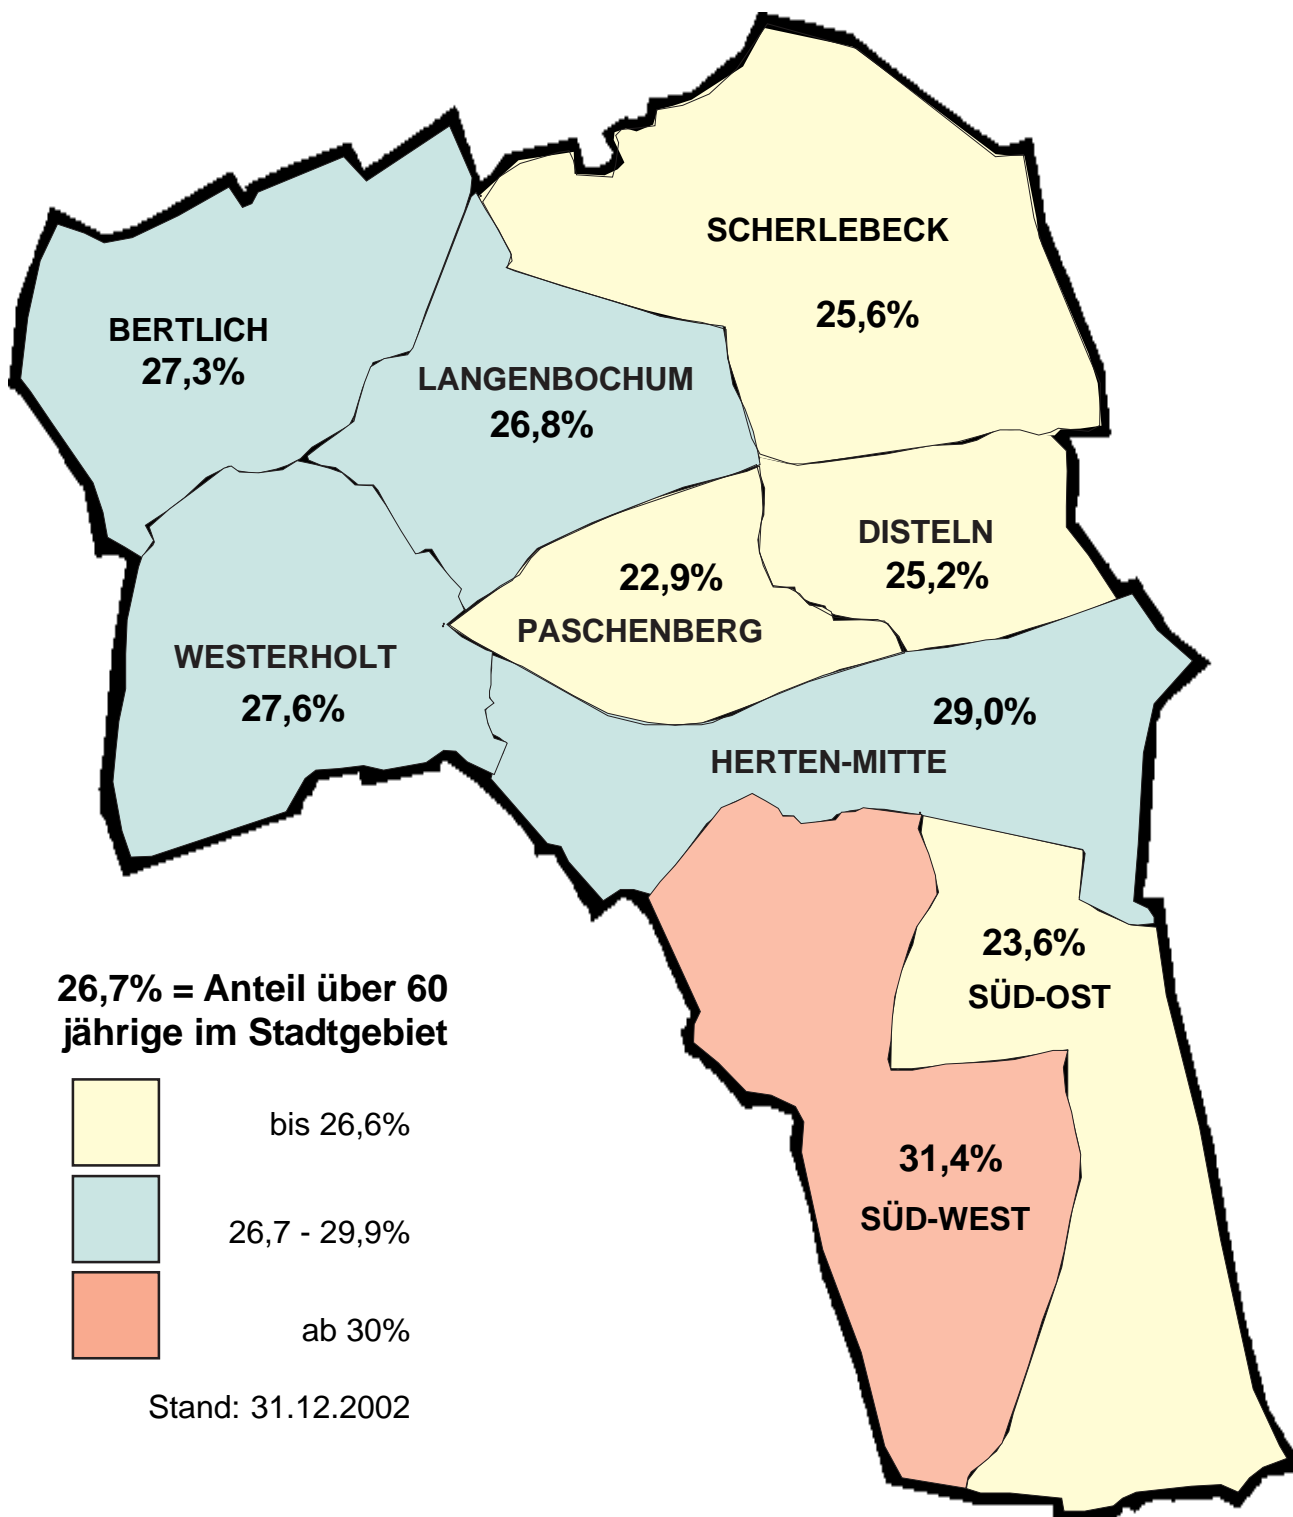 SCHERLEBECK
25,6%
BERTLICH
27,3%
LANGENBOCHUM
26,8%
DISTELN
25,2%
22,9%
PASCHENBERG
WESTERHOLT
27,6%
29,0%
HERTEN-MITTE
23,6%
SÜD-OST
31,4%
SÜD-WEST
26,7% = Anteil über 60
jährige im Stadtgebiet
bis 26,6%
26,7 - 29,9%
ab 30%
Stand: 31.12.2002